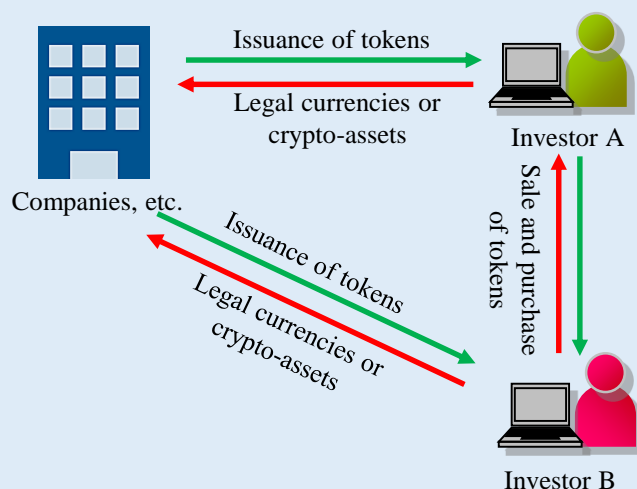 Issuance of tokens
Legal currencies or
crypto-assets
Investor A
Companies, etc.
Issuance of tokens
Legal currencies or
crypto-assets
Sale and purchase
of tokens
Investor B